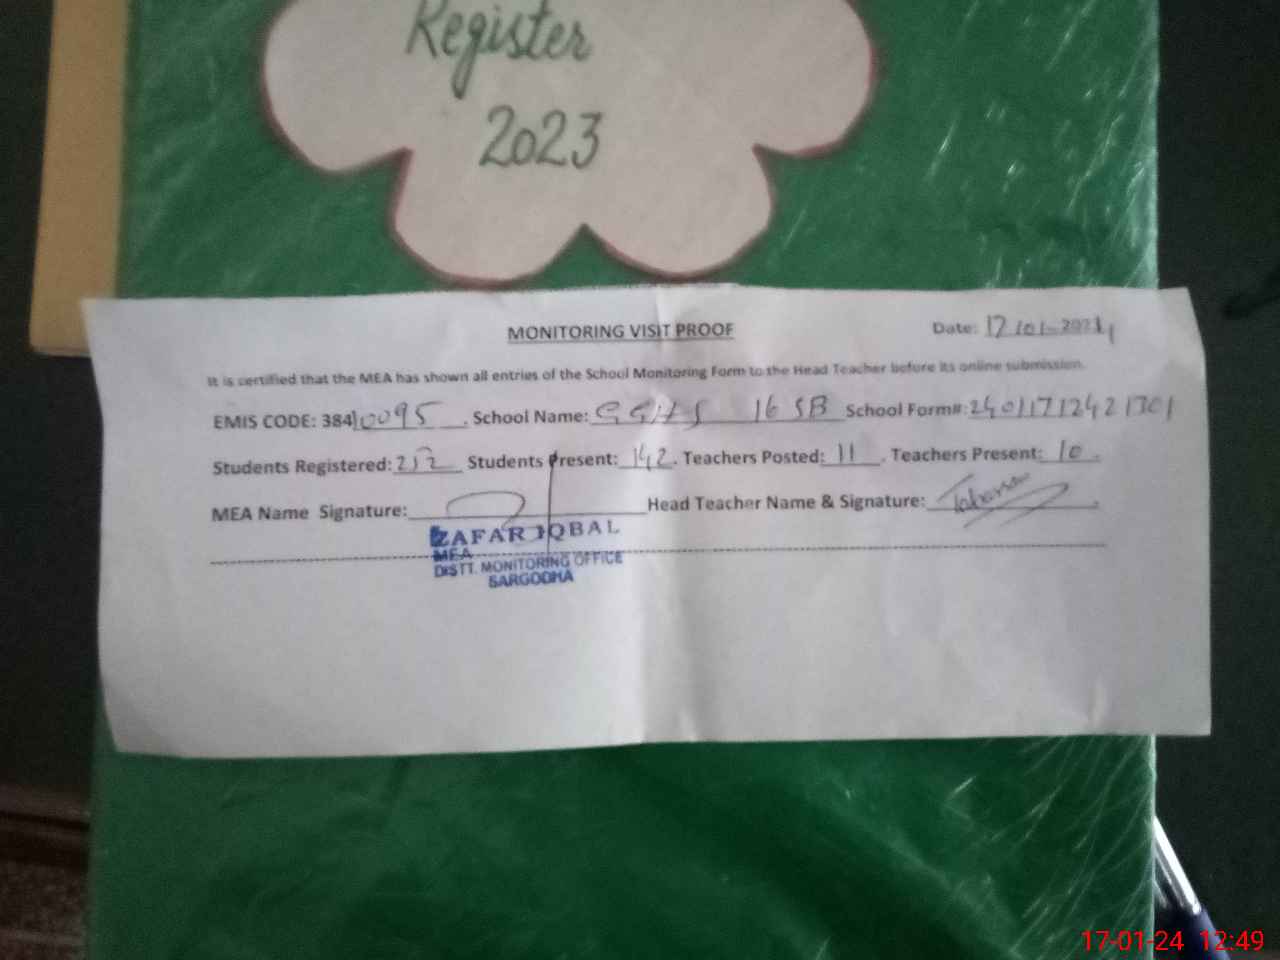 Register
2023
MONITORING VISIT PROOF
Date: 17/01-2024
It is certified that the MEA has shown all entries of the School Monitoring Form to the Head Teacher before its online submission.
EMIS CODE: 38410095. School Name: GGHS 16 SB School Form#: 24011712421301
Students Registered: 212 Students Present: 142. Teachers Posted: 11. Teachers Present: 10.
MEA Name Signature: Head Teacher Name & Signature:
ZAFAR IQBAL
MEA
DISTT. MONITORING OFFICE
SARGODHA
17-01-24 12:49